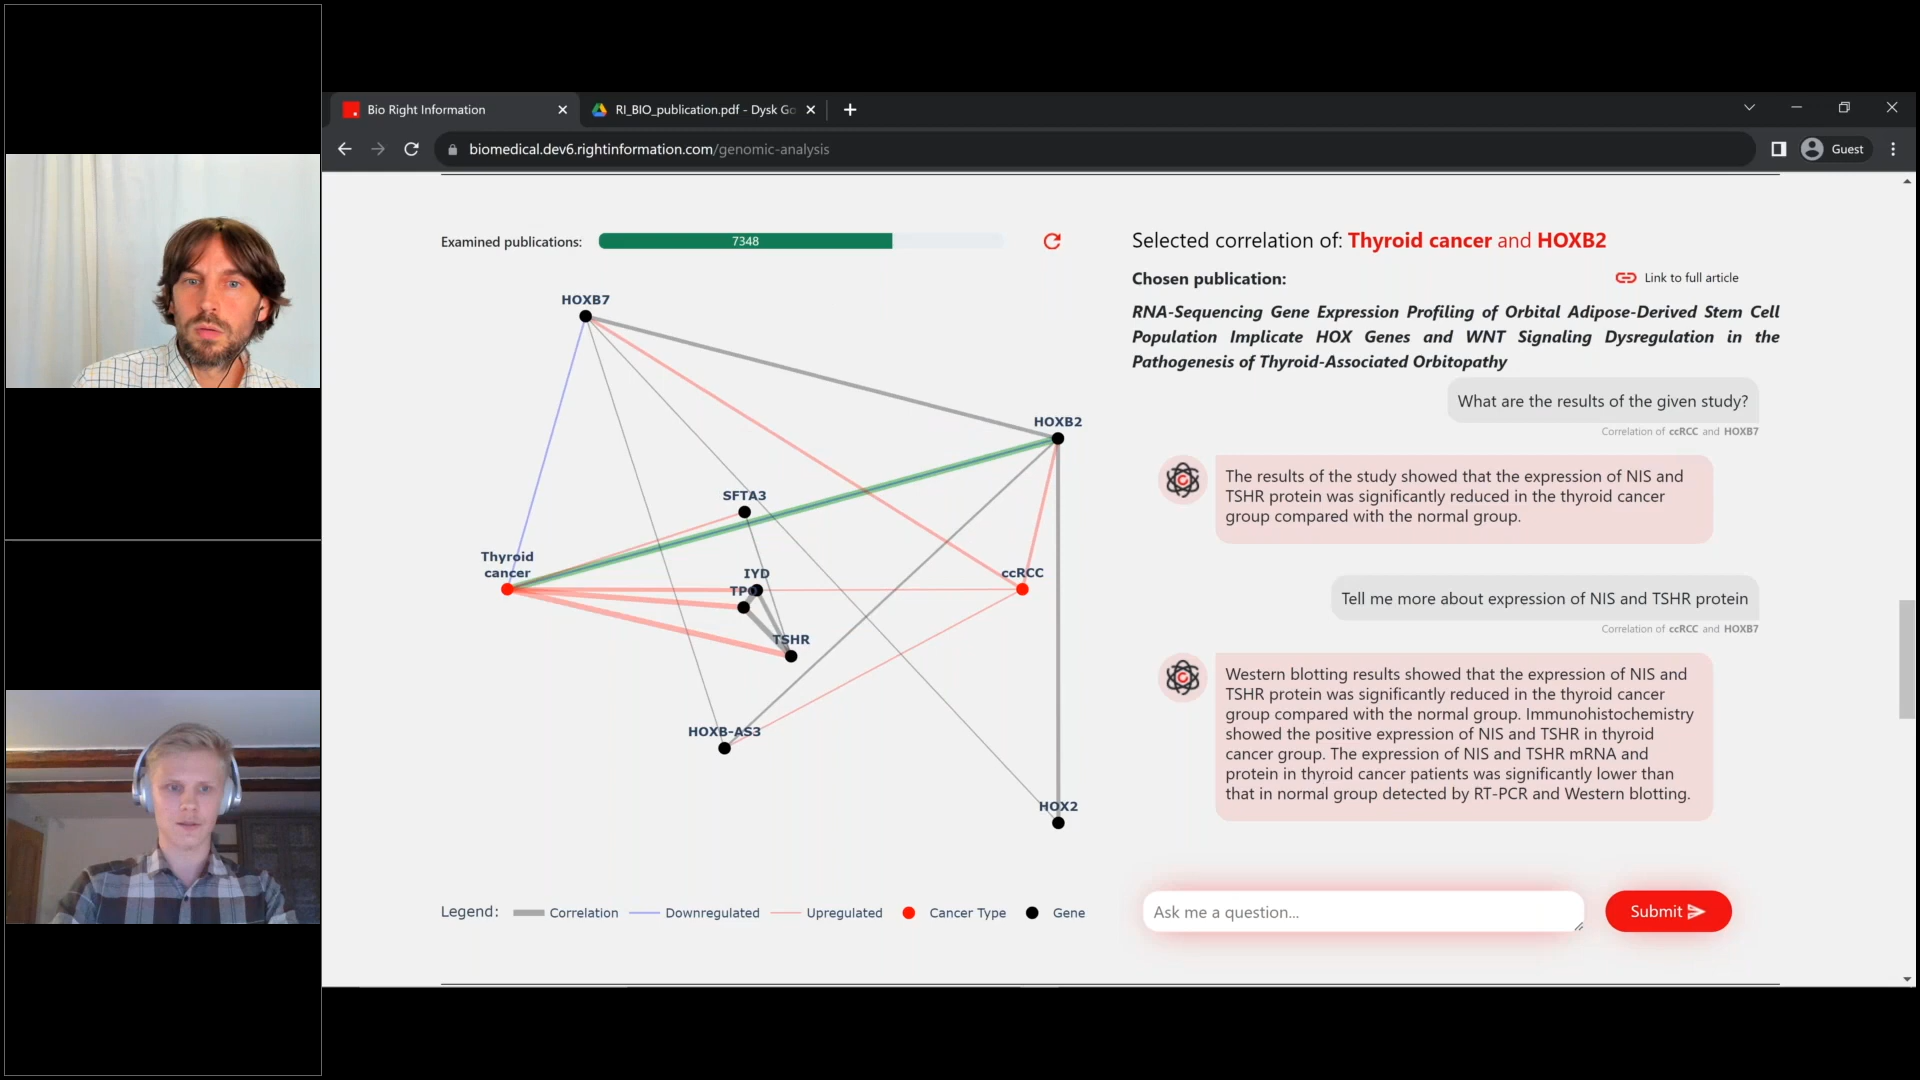 Bio Right Information
RI_BIO_publication.pdf - Dysk Go
biomedical.dev6.rightinformation.com/genomic-analysis
Guest
Examined publications:
7348
HOXB7
HOXB2
SFTA3
Thyroid
cancer
IYD
TPO
ccRCC
TSHR
HOXB-AS3
HOX2
Legend:
Correlation
Downregulated
Upregulated
Cancer Type
Gene
Selected correlation of: Thyroid cancer and HOXB2
Chosen publication:
Link to full article
RNA-Sequencing Gene Expression Profiling of Orbital Adipose-Derived Stem Cell
Population Implicate HOX Genes and WNT Signaling Dysregulation in the
Pathogenesis of Thyroid-Associated Orbitopathy
What are the results of the given study?
Correlation of ccRCC and HOXB7
The results of the study showed that the expression of NIS and
TSHR protein was significantly reduced in the thyroid cancer
group compared with the normal group.
Tell me more about expression of NIS and TSHR protein
Correlation of ccRCC and HOXB7
Western blotting results showed that the expression of NIS and
TSHR protein was significantly reduced in the thyroid cancer
group compared with the normal group. Immunohistochemistry
showed the positive expression of NIS and TSHR in thyroid
cancer group. The expression of NIS and TSHR mRNA and
protein in thyroid cancer patients was significantly lower than
that in normal group detected by RT-PCR and Western blotting.
Ask me a question...
Submit